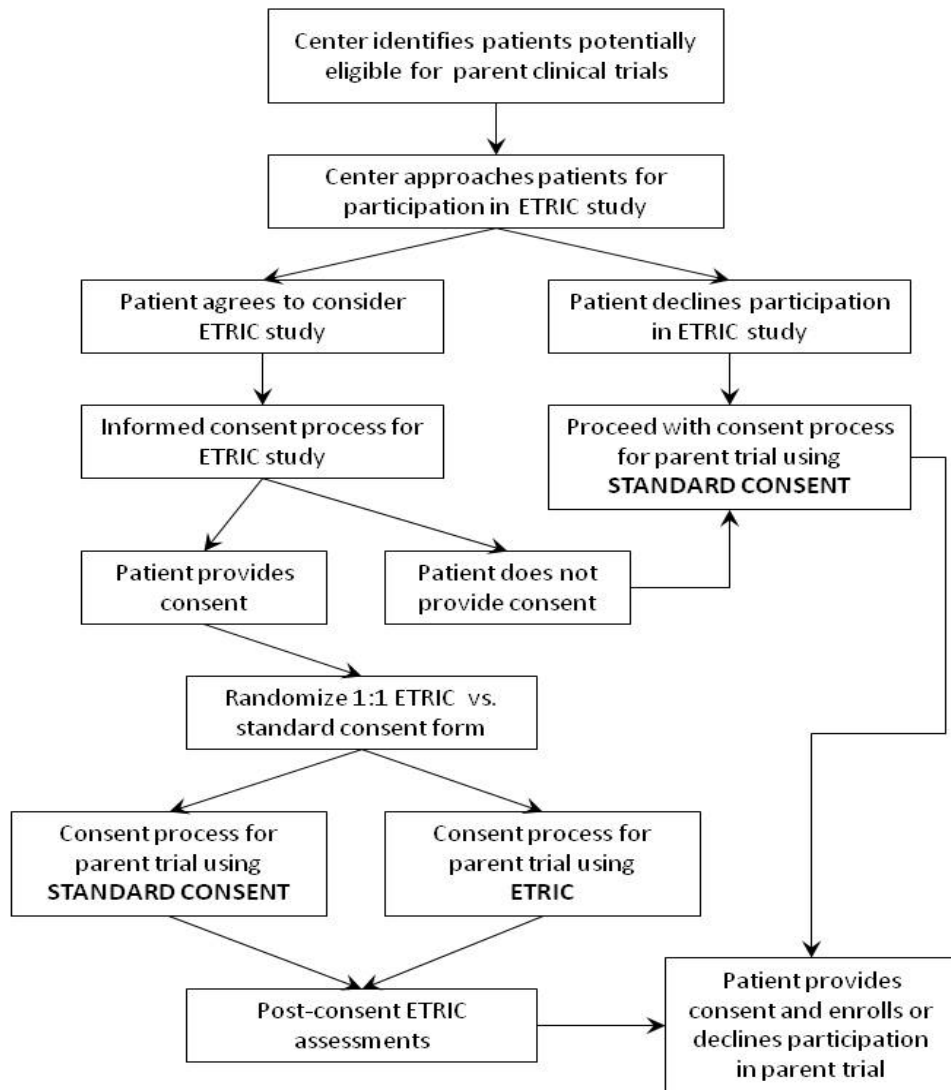 Center identifies patients potentially
eligible for parent clinical trials
Center approaches patients for
participation in ETRIC study
Patient agrees to consider
ETRIC study
Patient declines participation
in ETRIC study
Informed consent process for
ETRIC study
Proceed with consent process
for parent trial using
STANDARD CONSENT
Patient provides
consent
Patient does not
provide consent
Randomize 1:1 ETRIC vs.
standard consent form
Consent process for
parent trial using
STANDARD CONSENT
Consent process for
parent trial using
ETRIC
Post-consent ETRIC
assessments
Patient provides
consent and enrolls or
declines participation
in parent trial